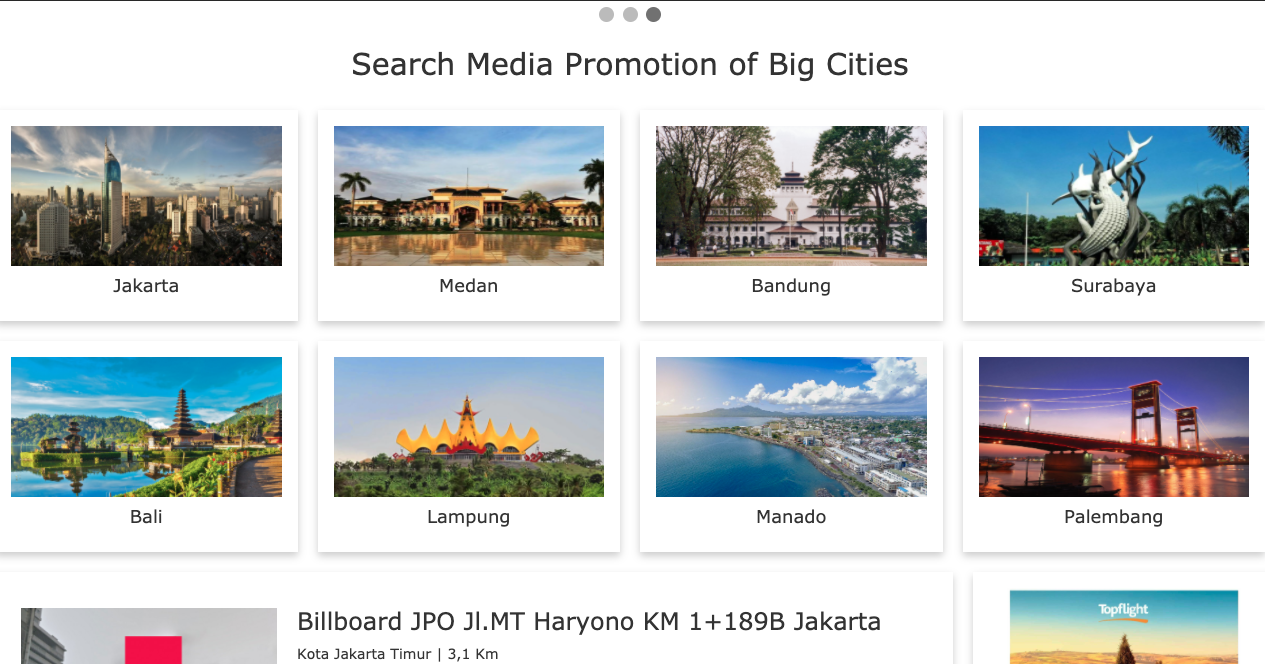 Search Media Promotion of Big Cities
Jakarta
Medan
Bandung
Surabaya
Bali
Lampung
Manado
Palembang
Billboard JPO Jl.MT Haryono KM 1+189B Jakarta
Kota Jakarta Timur | 3,1 Km
Topflight